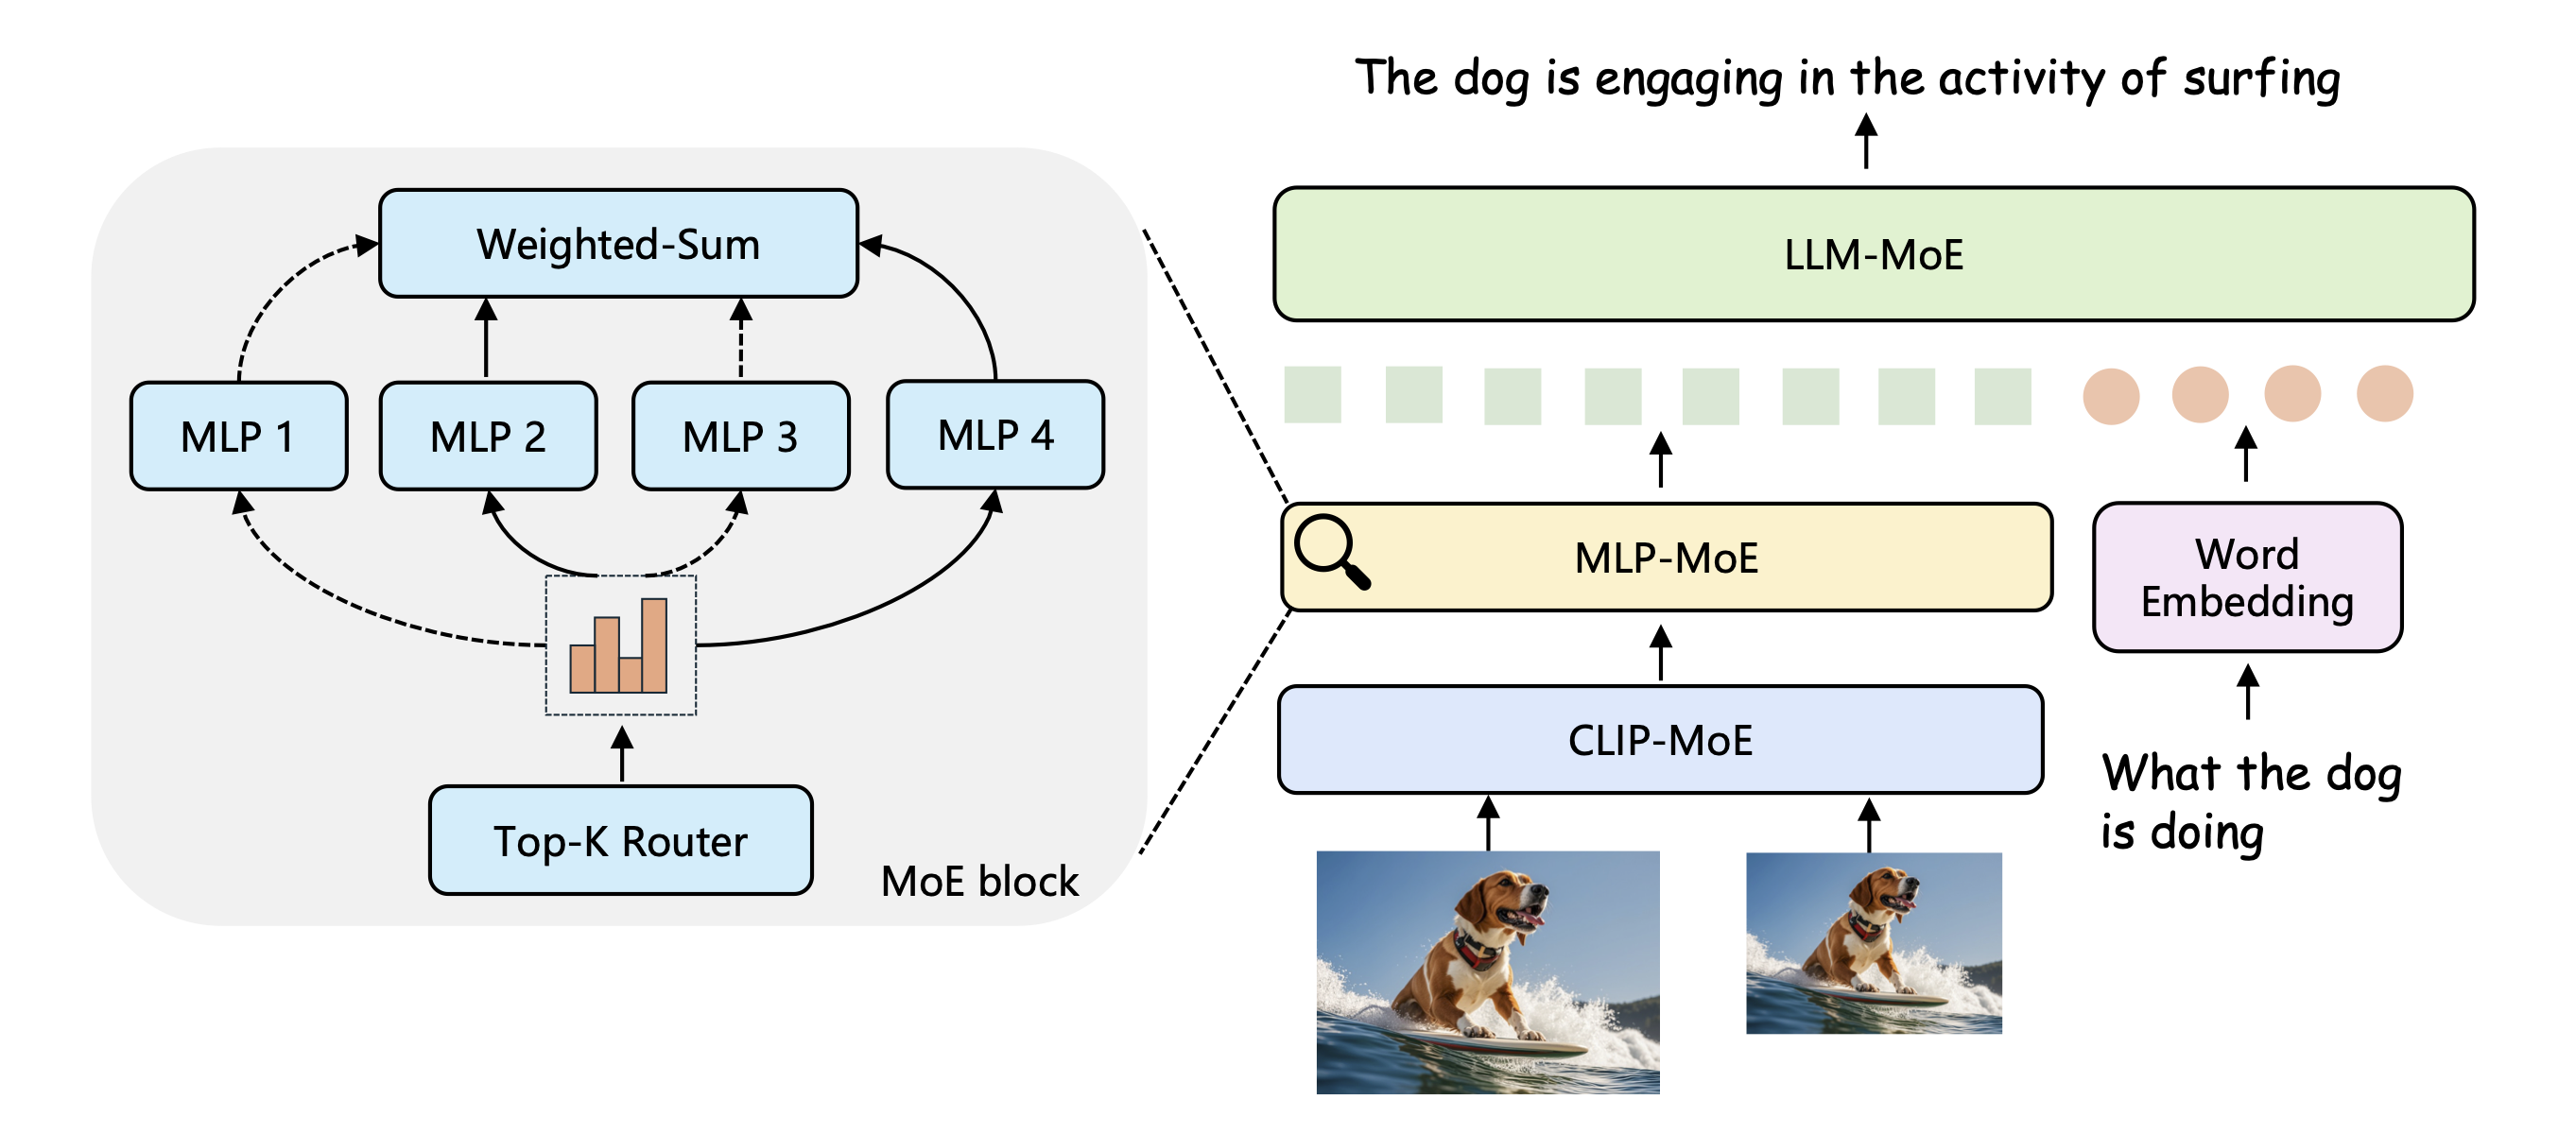 The dog is engaging in the activity of surfing
Weighted-Sum
LLM-MoE
MLP 1
MLP 2
MLP 3
MLP 4
MLP-MoE
Word
Embedding
CLIP-MoE
What the dog
is doing
Top-K Router
MoE block